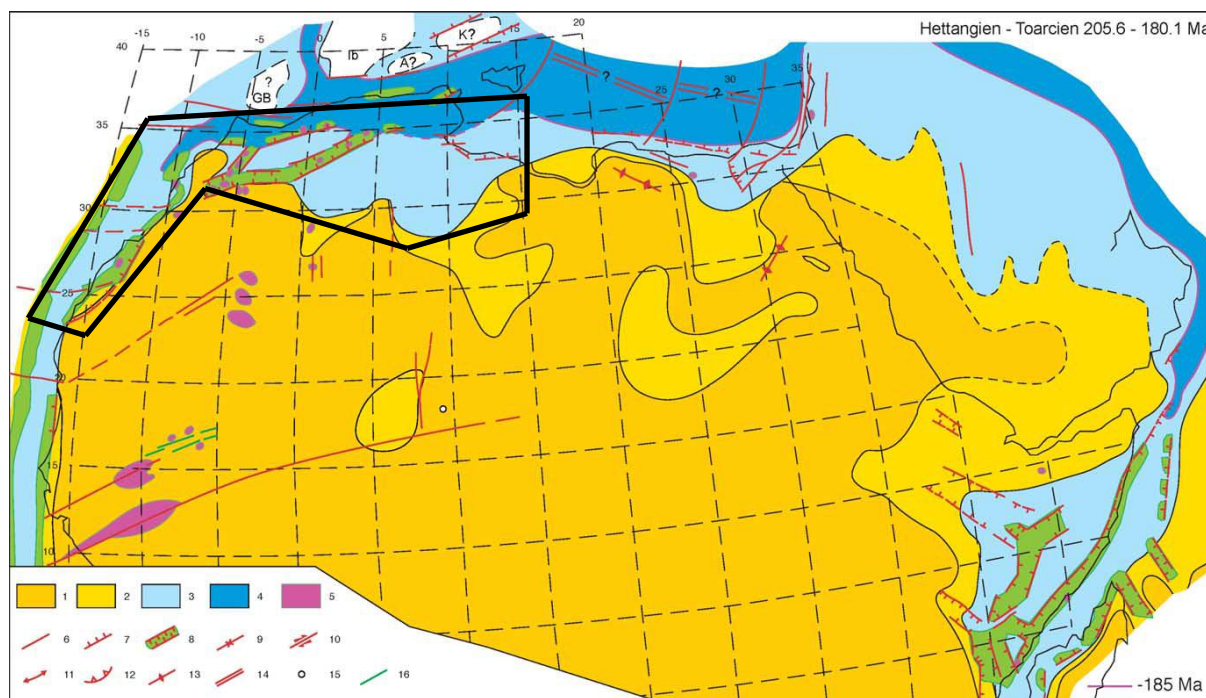 Hettangien - Toarcien 205.6 - 180.1 Ma
-15 -10 -5 0 5 15 20
40
Ib A? K?
? GB
? ?
35 25 30 35
30
25
20
15
10
1 2 3 4 5
6 7 8 9 10
11 12 13 14 15 16
-185 Ma